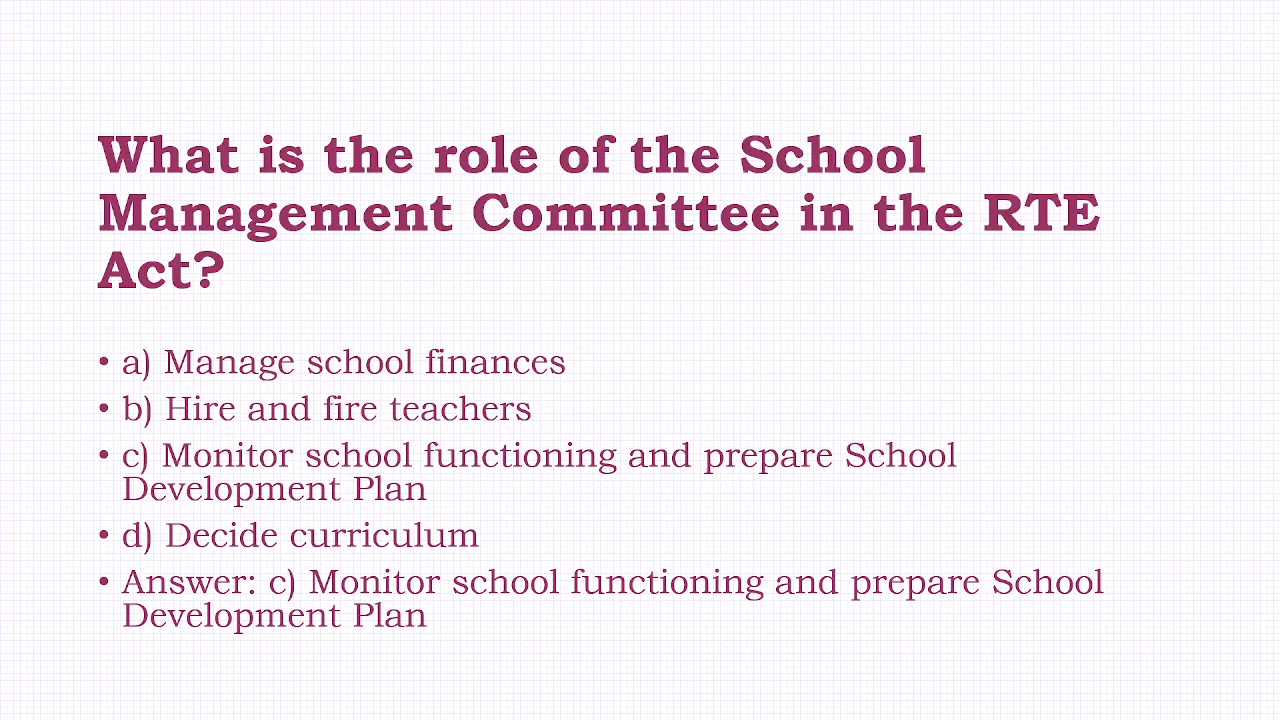 What is the role of the School
Management Committee in the RTE
Act?
• a) Manage school finances
• b) Hire and fire teachers
• c) Monitor school functioning and prepare School
Development Plan
• d) Decide curriculum
• Answer: c) Monitor school functioning and prepare School
Development Plan